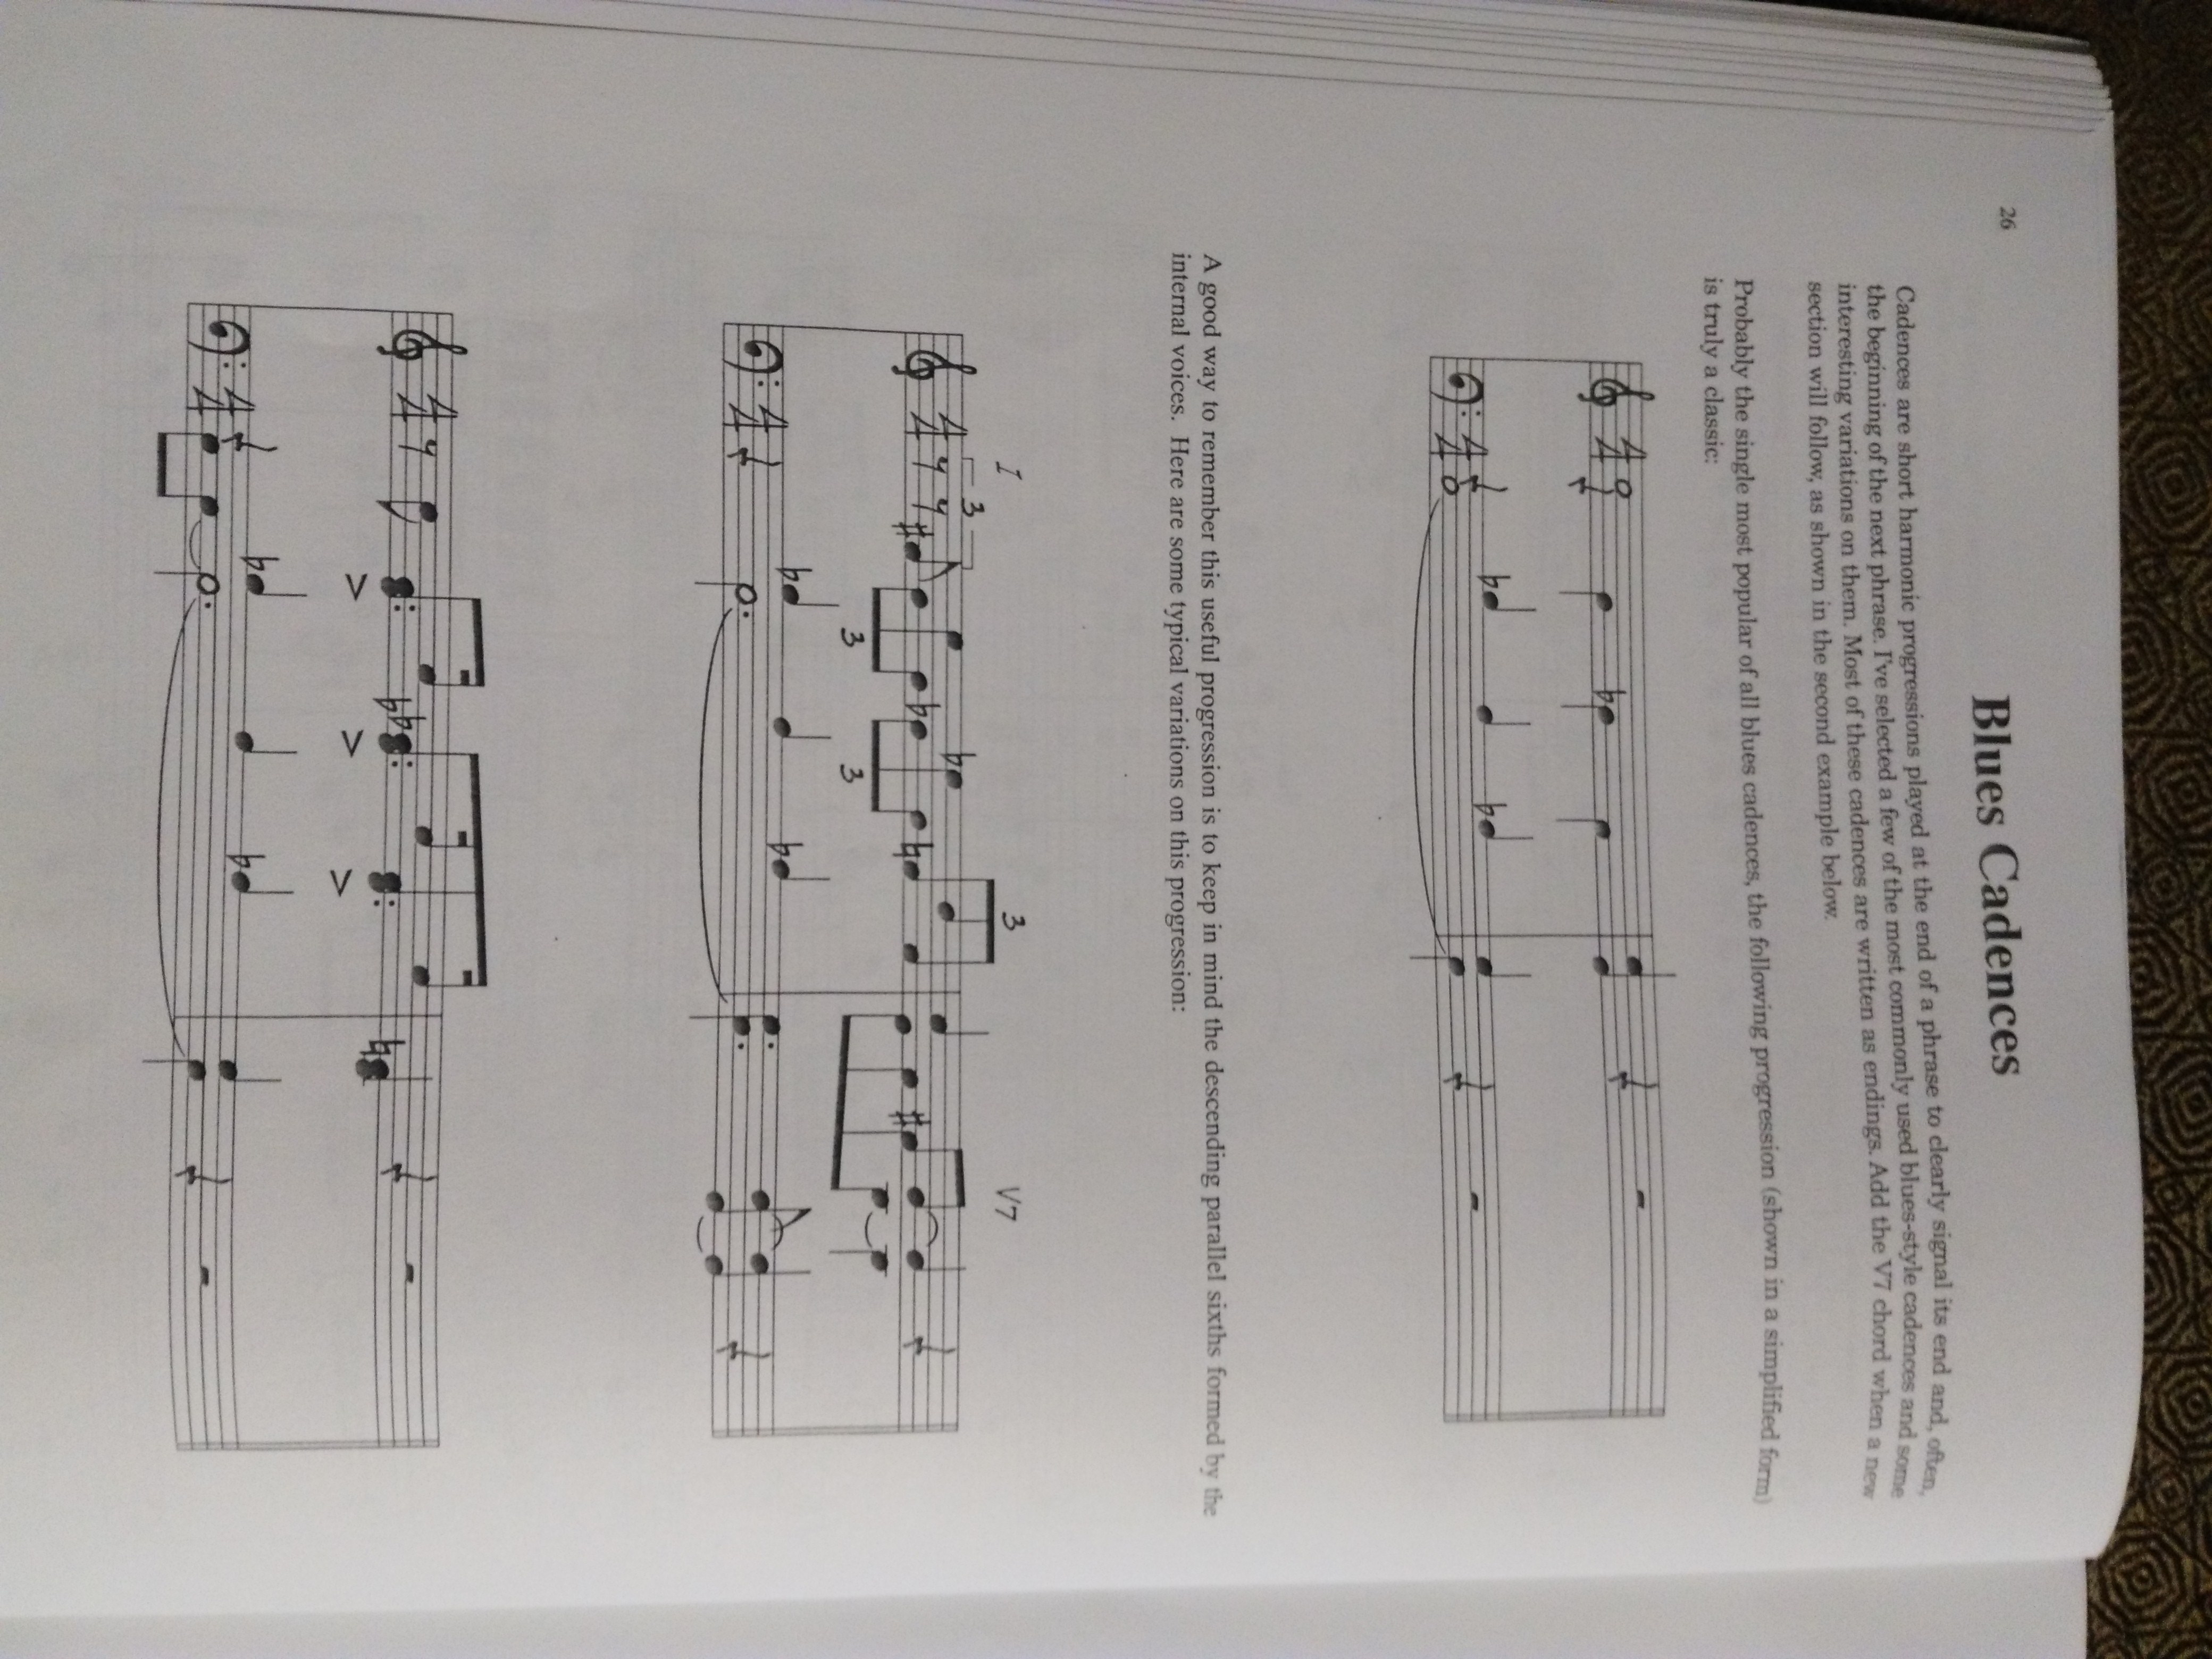 26
Blues Cadences
Cadences are short harmonic progressions played at the end of a phrase to clearly signal its end and, often,
the beginning of the next phrase. I've selected a few of the most commonly used blues-style cadences and some
interesting variations on them. Most of these cadences are written as endings. Add the V7 chord when a new
section will follow, as shown in the second example below.
Probably the single most popular of all blues cadences, the following progression (shown in a simplified form)
is truly a classic:
A good way to remember this useful progression is to keep in mind the descending parallel sixths formed by the
internal voices. Here are some typical variations on this progression:
I V7
3 3 3 3